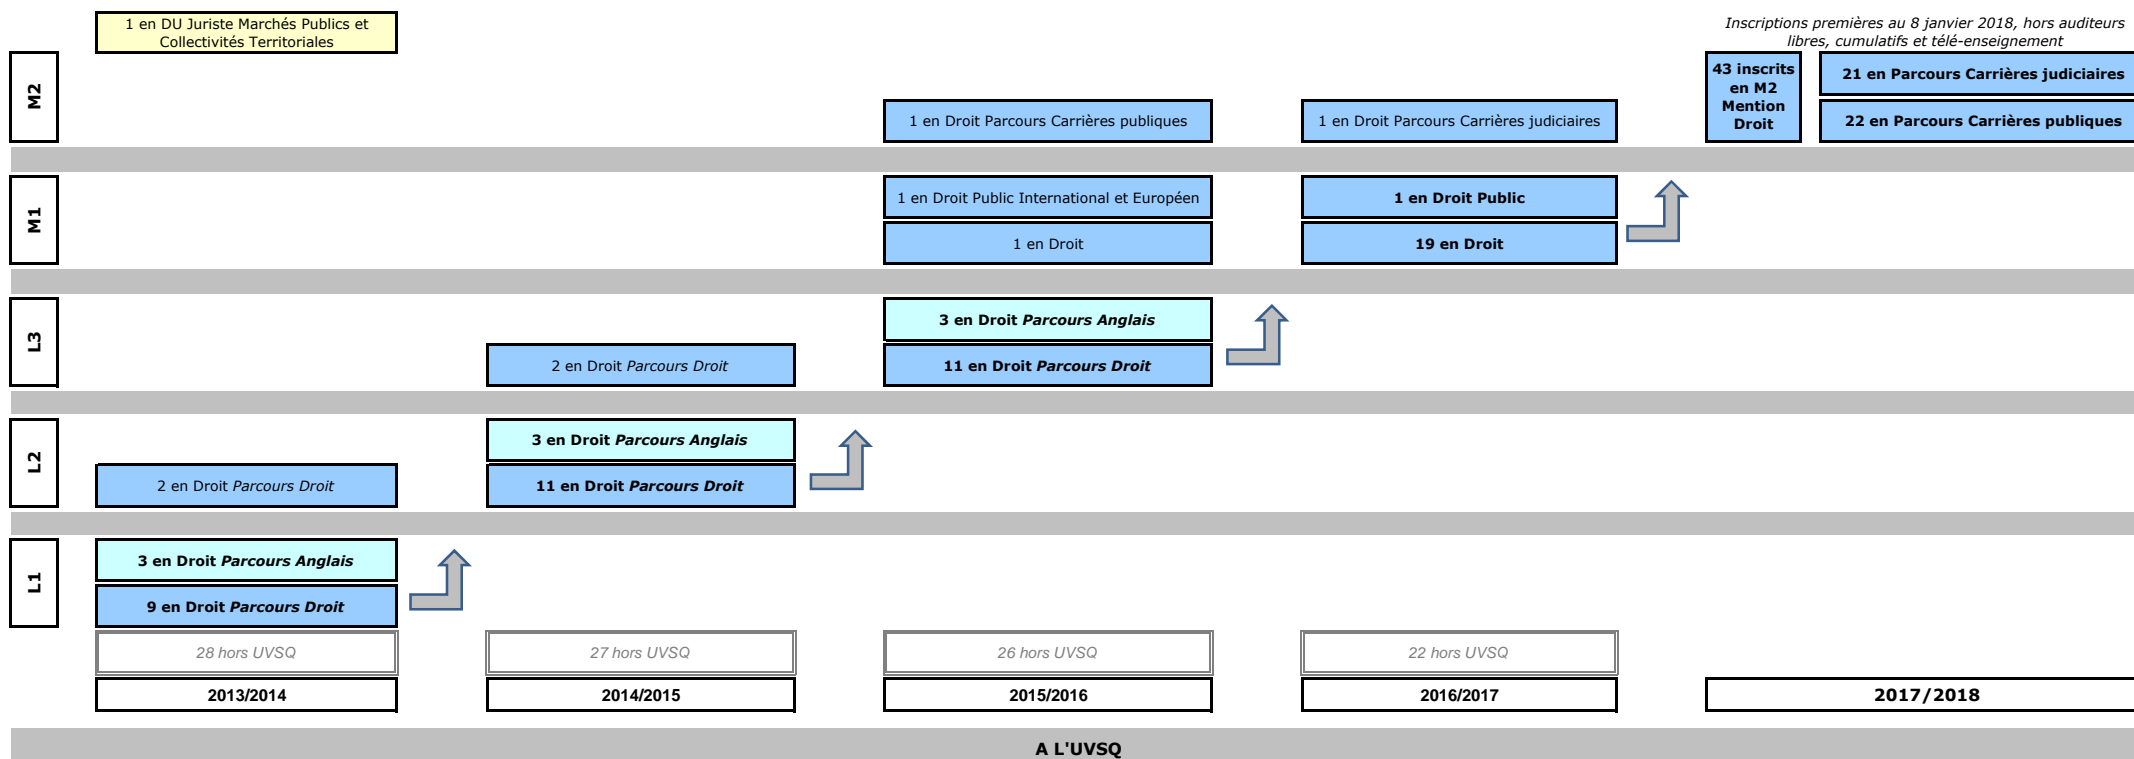 1 en DU Juriste Marchés Publics et
Collectivités Territoriales
Inscriptions premières au 8 janvier 2018, hors auditeurs
libres, cumulatifs et télé-enseignement
M2
1 en Droit Parcours Carrières publiques
1 en Droit Parcours Carrières judiciaires
43 inscrits
en M2
Mention
Droit
21 en Parcours Carrières judiciaires
22 en Parcours Carrières publiques
M1
1 en Droit Public International et Européen
1 en Droit Public
1 en Droit
19 en Droit
L3
3 en Droit Parcours Anglais
2 en Droit Parcours Droit
11 en Droit Parcours Droit
L2
3 en Droit Parcours Anglais
2 en Droit Parcours Droit
11 en Droit Parcours Droit
L1
3 en Droit Parcours Anglais
9 en Droit Parcours Droit
28 hors UVSQ
27 hors UVSQ
26 hors UVSQ
22 hors UVSQ
2013/2014
2014/2015
2015/2016
2016/2017
2017/2018
A L'UVSQ